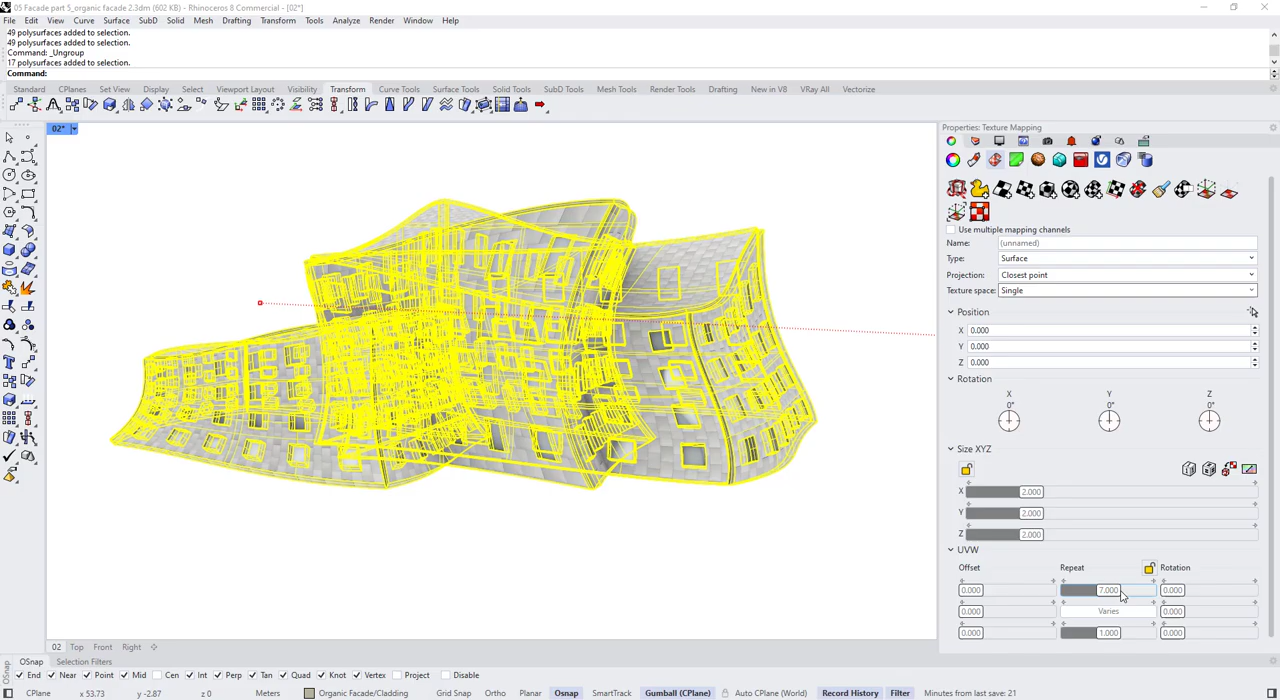 05 Facade part 5_organic facade 2.3dm (602 KB) - Rhinoceros 8 Commercial - [02*]
File Edit View Curve Surface SubD Solid Mesh Drafting Transform Tools Analyze Render Window Help
49 polysurfaces added to selection.
49 polysurfaces added to selection.
Command: _Ungroup
17 polysurfaces added to selection.
Command:
Standard CPlanes Set View Display Select Viewport Layout Visibility Transform Curve Tools Surface Tools Solid Tools SubD Tools Mesh Tools Render Tools Drafting New in V8 VRay All Vectorize
02*
Properties: Texture Mapping
Use multiple mapping channels
Name: (unnamed)
Type: Surface
Projection: Closest point
Texture space: Single
Position
X 0.000
Y 0.000
Z 0.000
Rotation
X Y Z
0° 0° 0°
Size XYZ
X 2.000
Y 2.000
Z 2.000
UVW
Offset Repeat Rotation
0.000 7.000 0.000
0.000 Varies 0.000
0.000 1.000 0.000
02 Top Front Right
OSnap Selection Filters
OSnap
End Near Point Mid Cen Int Perp Tan Quad Knot Vertex Project Disable
CPlane x 53.73 y -2.87 z 0 Meters Organic Facade/Cladding Grid Snap Ortho Planar Osnap SmartTrack Gumball (CPlane) Auto CPlane (World) Record History Filter Minutes from last save: 21